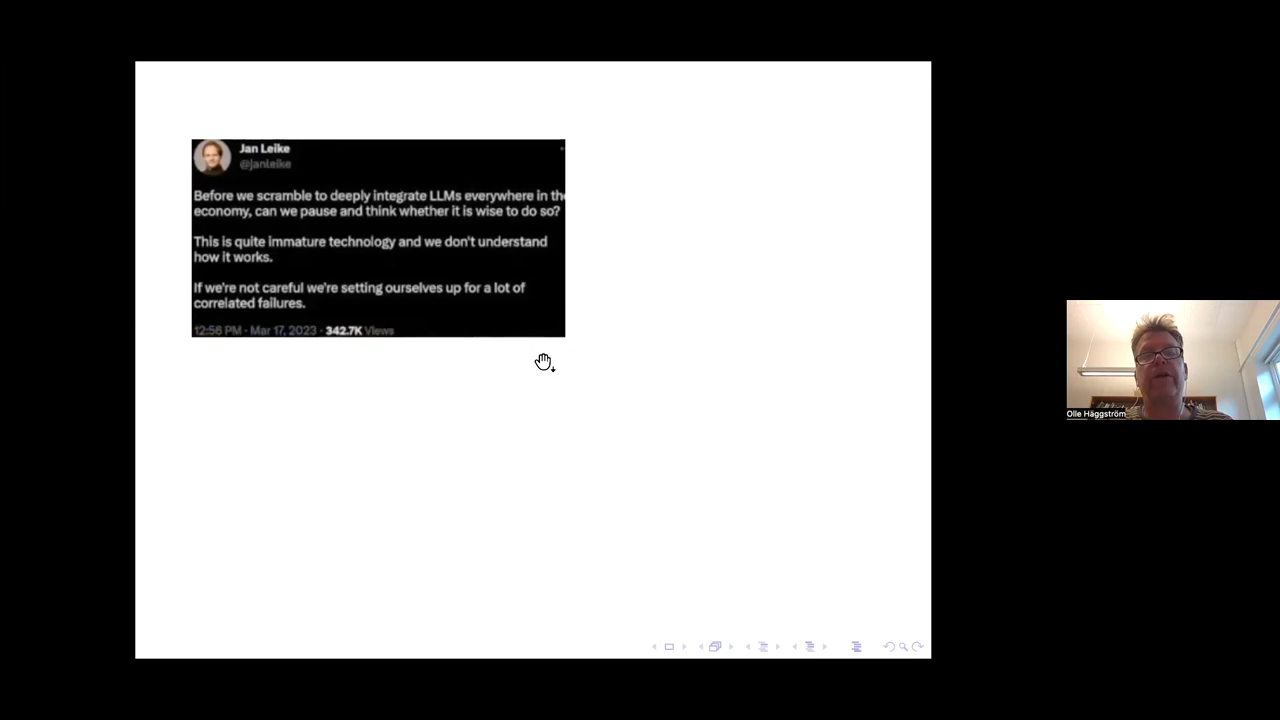 Jan Leike
@janleike
Before we scramble to deeply integrate LLMs everywhere in the
economy, can we pause and think whether it is wise to do so?
This is quite immature technology and we don't understand
how it works.
If we're not careful we're setting ourselves up for a lot of
correlated failures.
12:56 PM · Mar 17, 2023 · 342.7K Views
Olle Häggström